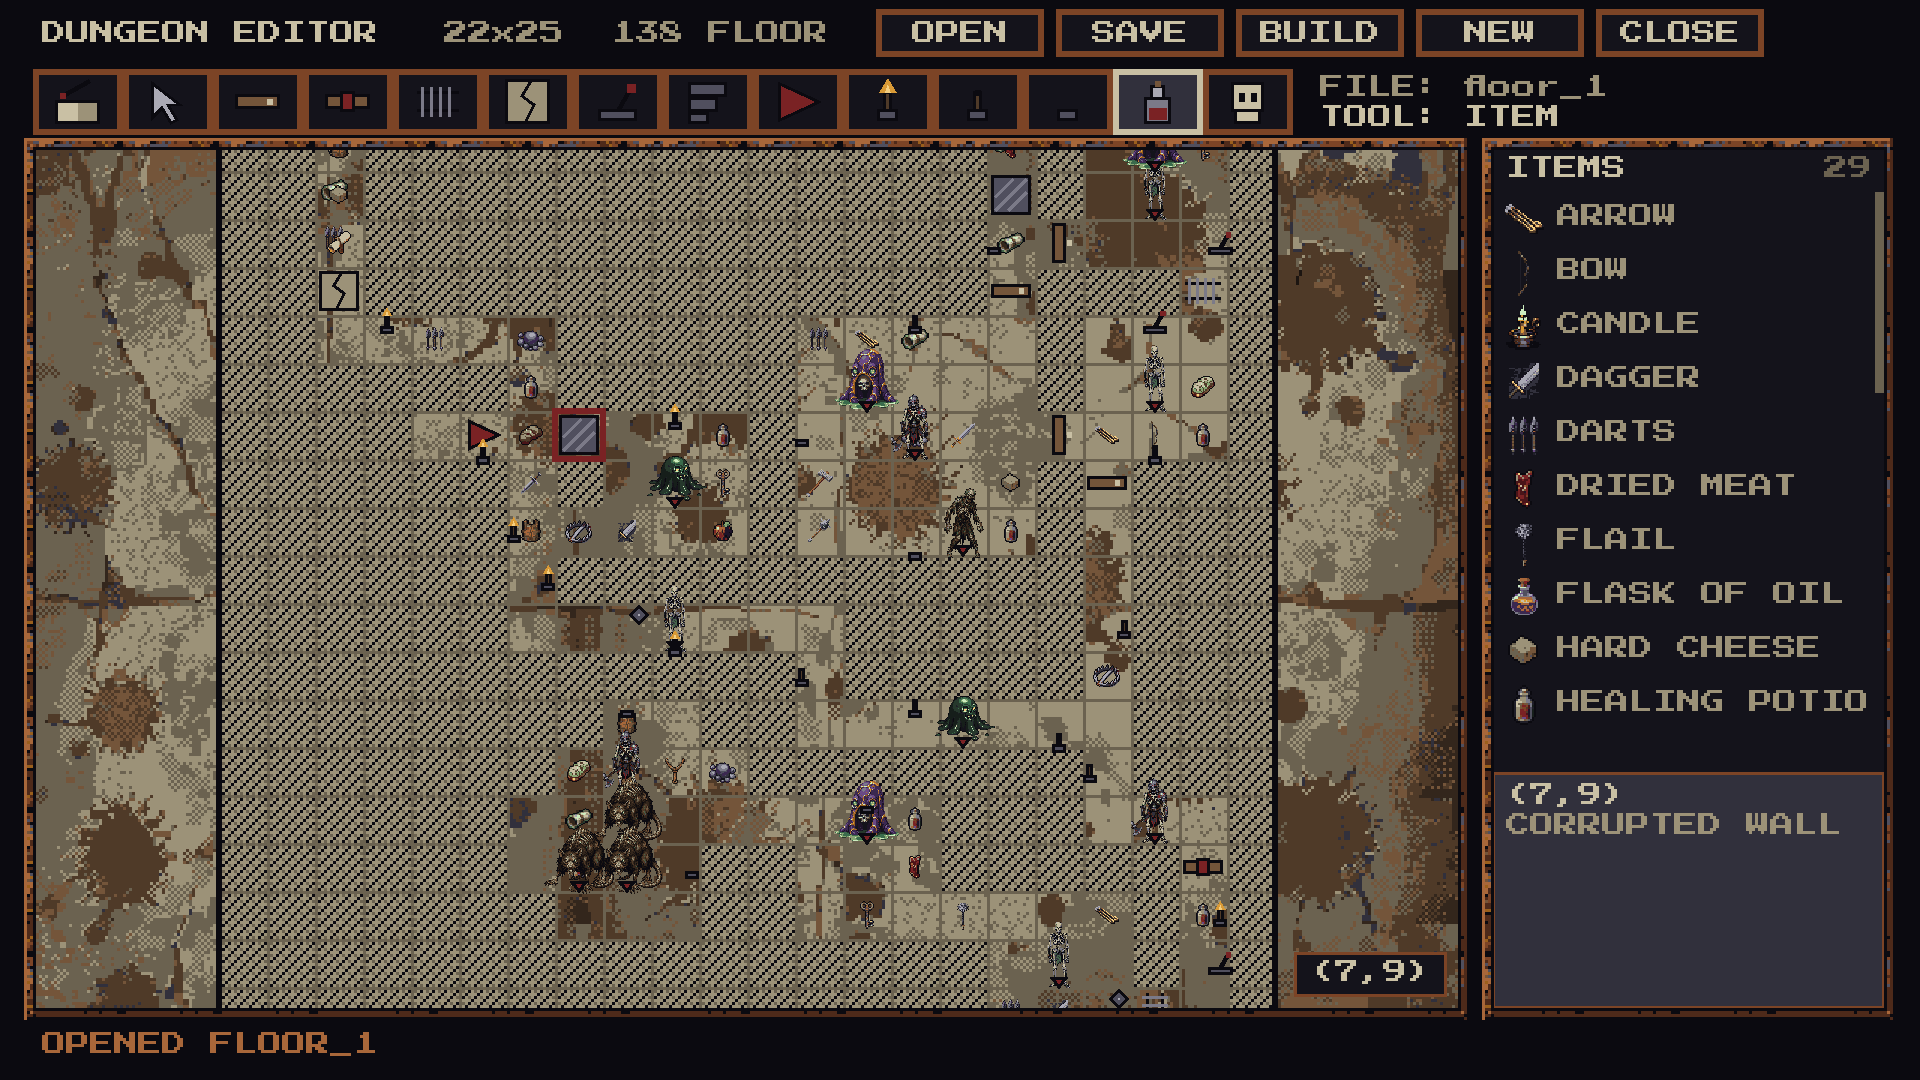 DUNGEON EDITOR 22x25 138 FLOOR OPEN SAVE BUILD NEW CLOSE
FILE: floor_1
TOOL: ITEM
ITEMS 29
ARROW
BOW
CANDLE
DAGGER
DARTS
DRIED MEAT
FLAIL
FLASK OF OIL
HARD CHEESE
HEALING POTIO
(7,9)
CORRUPTED WALL
(7,9)
OPENED FLOOR_1